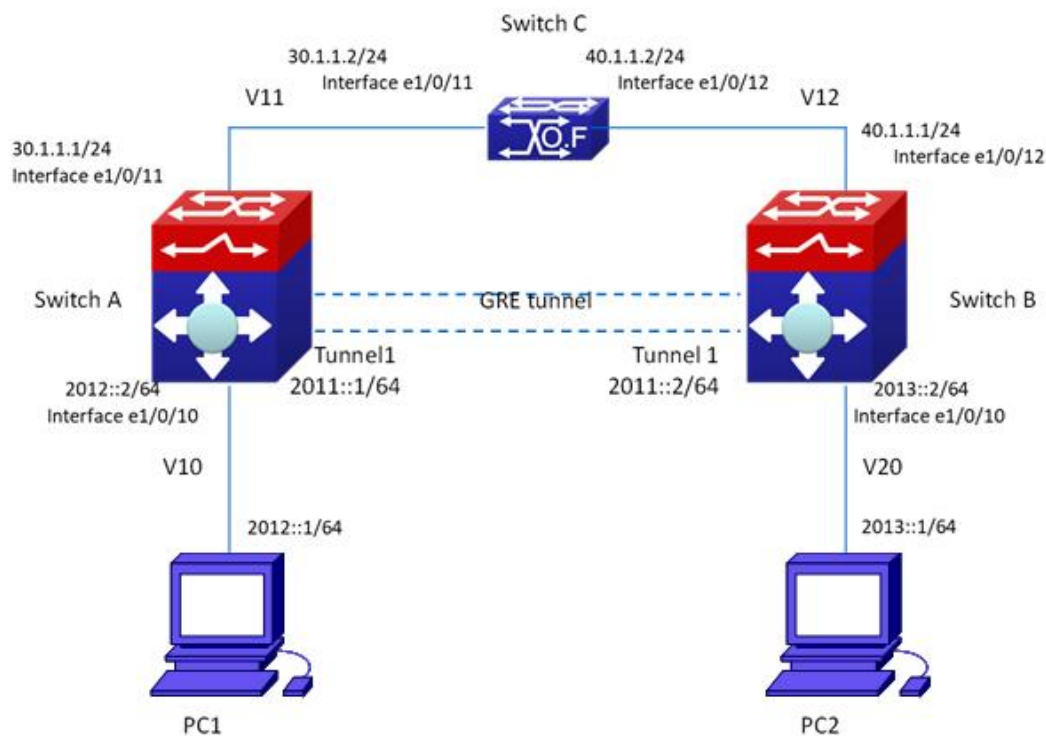 Switch C
30.1.1.2/24
Interface e1/0/11
40.1.1.2/24
Interface e1/0/12
V11
V12
O.F
30.1.1.1/24
Interface e1/0/11
40.1.1.1/24
Interface e1/0/12
Switch A
GRE tunnel
Switch B
Tunnel1
2011::1/64
Tunnel 1
2011::2/64
2012::2/64
Interface e1/0/10
2013::2/64
Interface e1/0/10
V10
V20
2012::1/64
2013::1/64
PC1
PC2